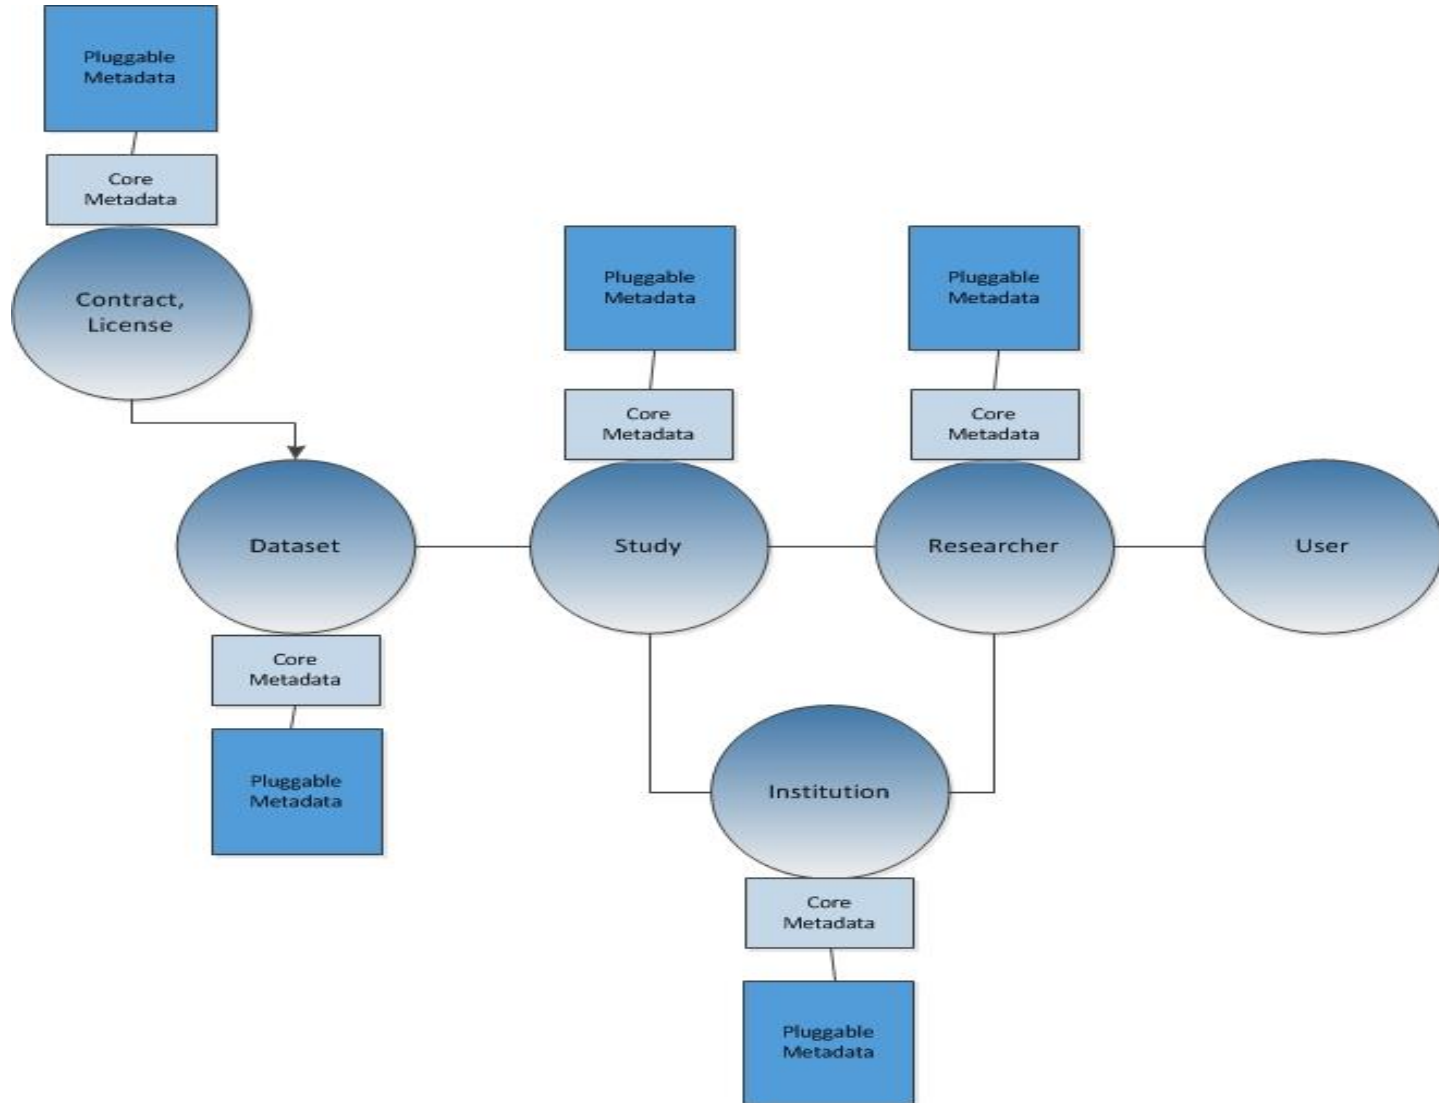 Pluggable
Metadata
Core
Metadata
Contract,
License
Pluggable
Metadata
Pluggable
Metadata
Core
Metadata
Core
Metadata
Dataset
Study
Researcher
User
Core
Metadata
Pluggable
Metadata
Institution
Core
Metadata
Pluggable
Metadata